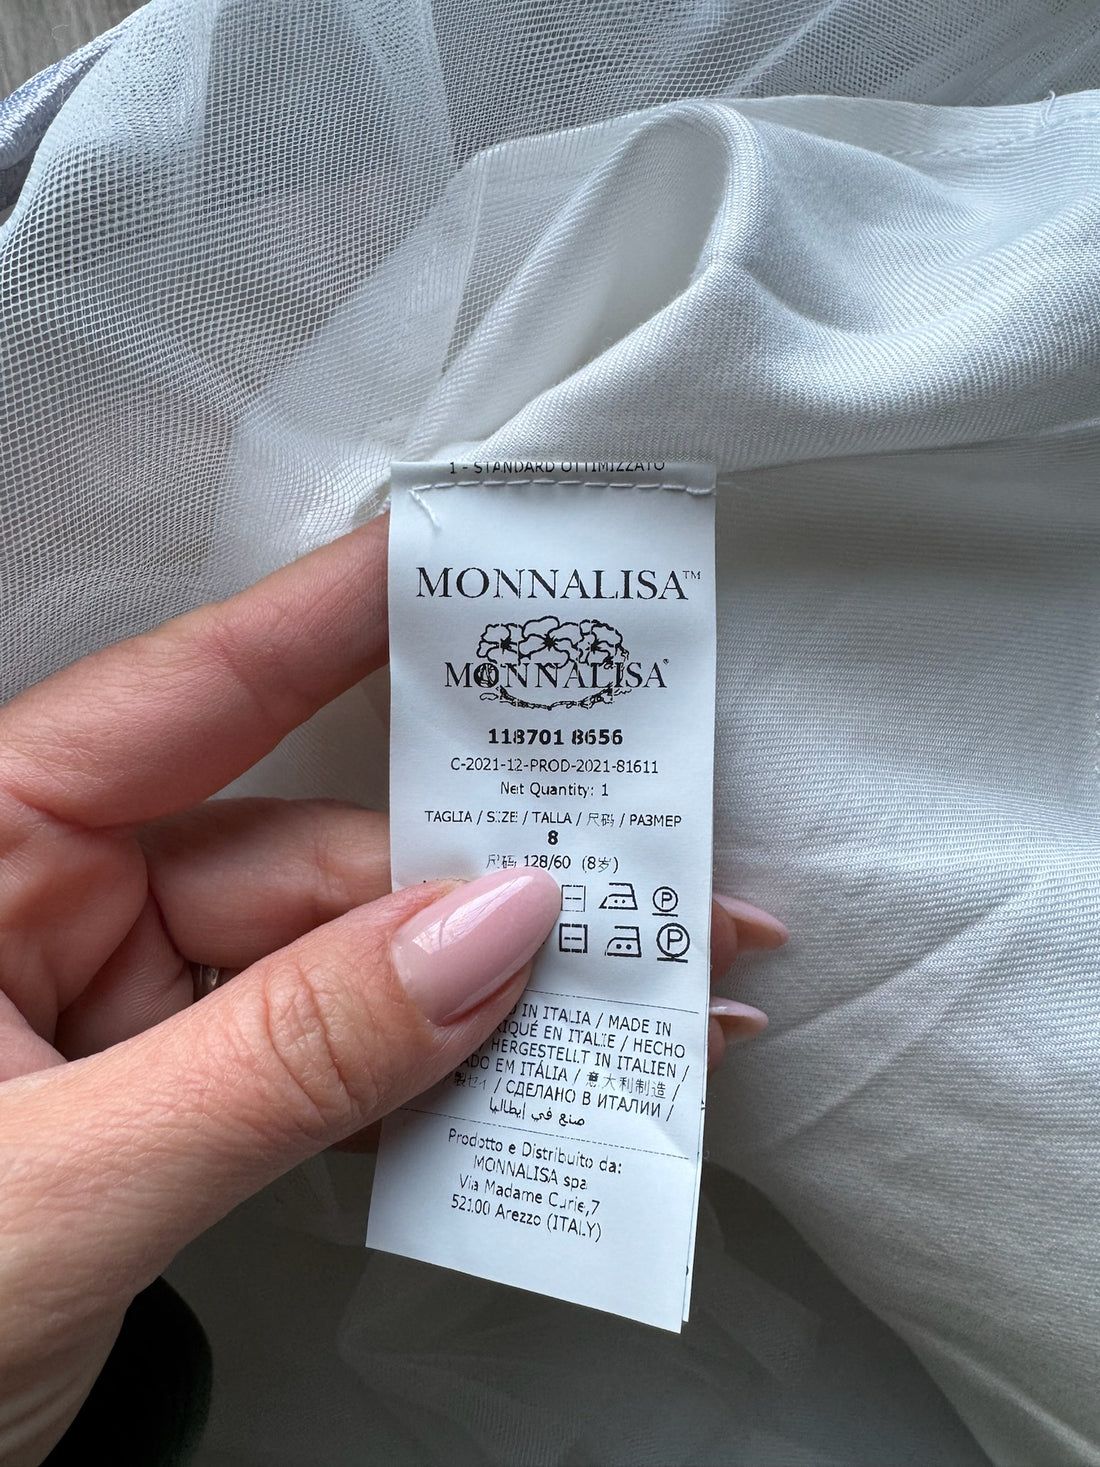 1 - STANDARD OTTIMIZZATO
MONNALISA™
MONNALISA®
118701 8656
C-2021-12-PROD-2021-81611
Net Quantity: 1
TAGLIA / SIZE / TALLA / 尺码 / РАЗМЕР
8
尺码 128/60 (8岁)
P
P
IN ITALIA / MADE IN
EN ITALIE / HECHO
/ HERGESTELLT IN ITALIEN /
EM ITÁLIA / 意大利制造 /
/ СДЕЛАНО В ИТАЛИИ /
صنع في إيطاليا
Prodotto e Distribuito da:
MONNALISA spa
Via Madame Curie,7
52100 Arezzo (ITALY)